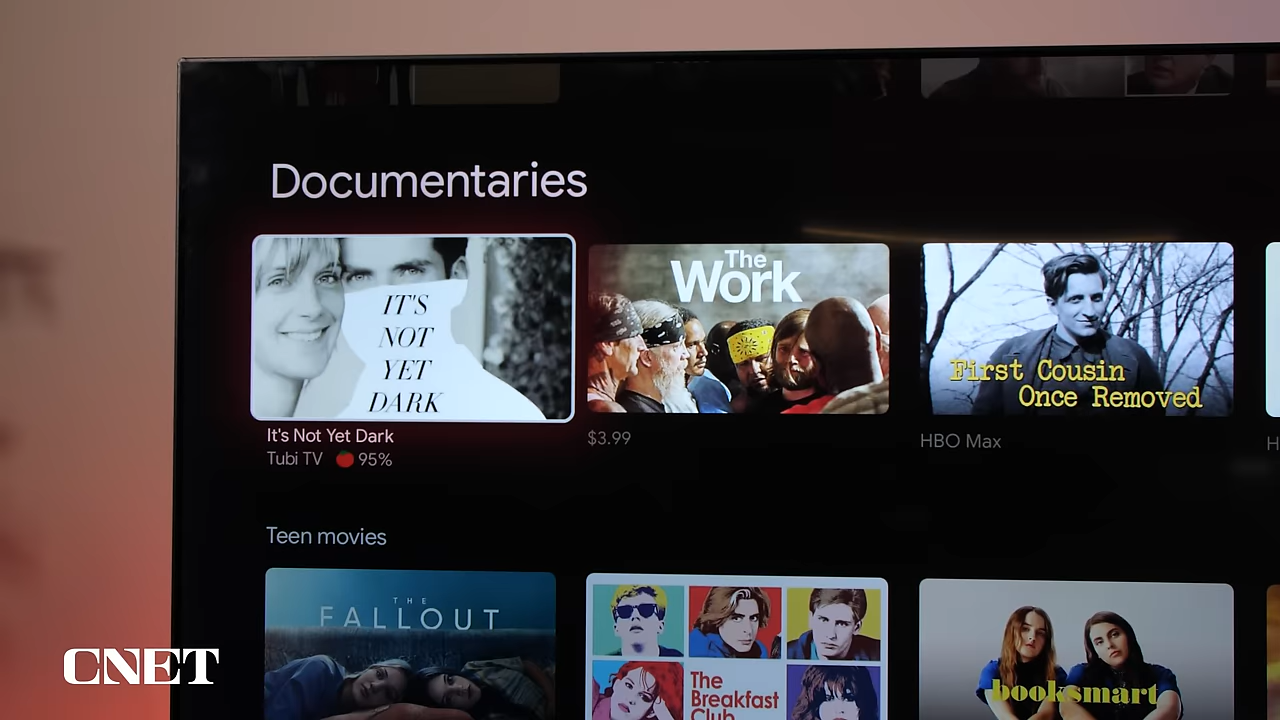 Documentaries
IT'S
NOT
YET
DARK
The
Work
First Cousin
Once Removed
It's Not Yet Dark
Tubi TV 95%
$3.99
HBO Max
H
Teen movies
THE
FALLOUT
The
Breakfast
Club
booksmart
CNET